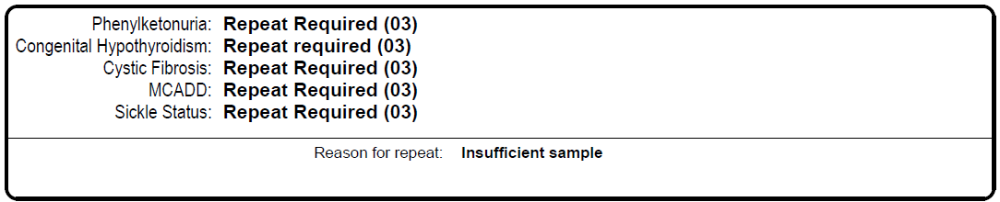 Phenylketonuria: Repeat Required (03)
Congenital Hypothyroidism: Repeat required (03)
Cystic Fibrosis: Repeat Required (03)
MCADD: Repeat Required (03)
Sickle Status: Repeat Required (03)
Reason for repeat: Insufficient sample